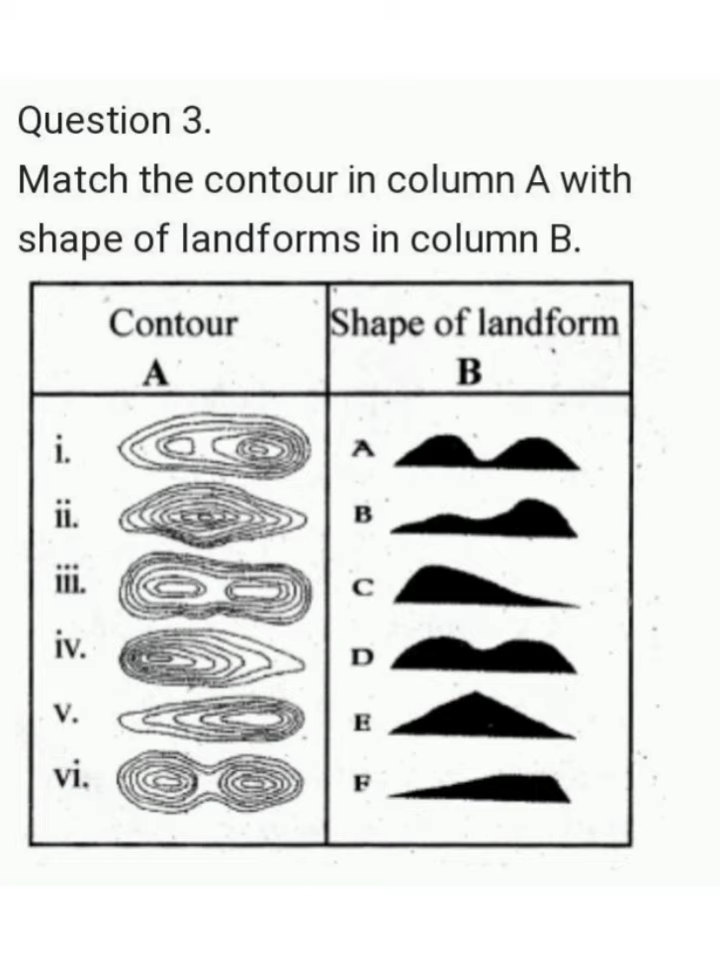 Question 3.
Match the contour in column A with
shape of landforms in column B.
Contour
A
Shape of landform
B
i.
A
ii.
B
iii.
C
iv.
D
v.
E
vi.
F